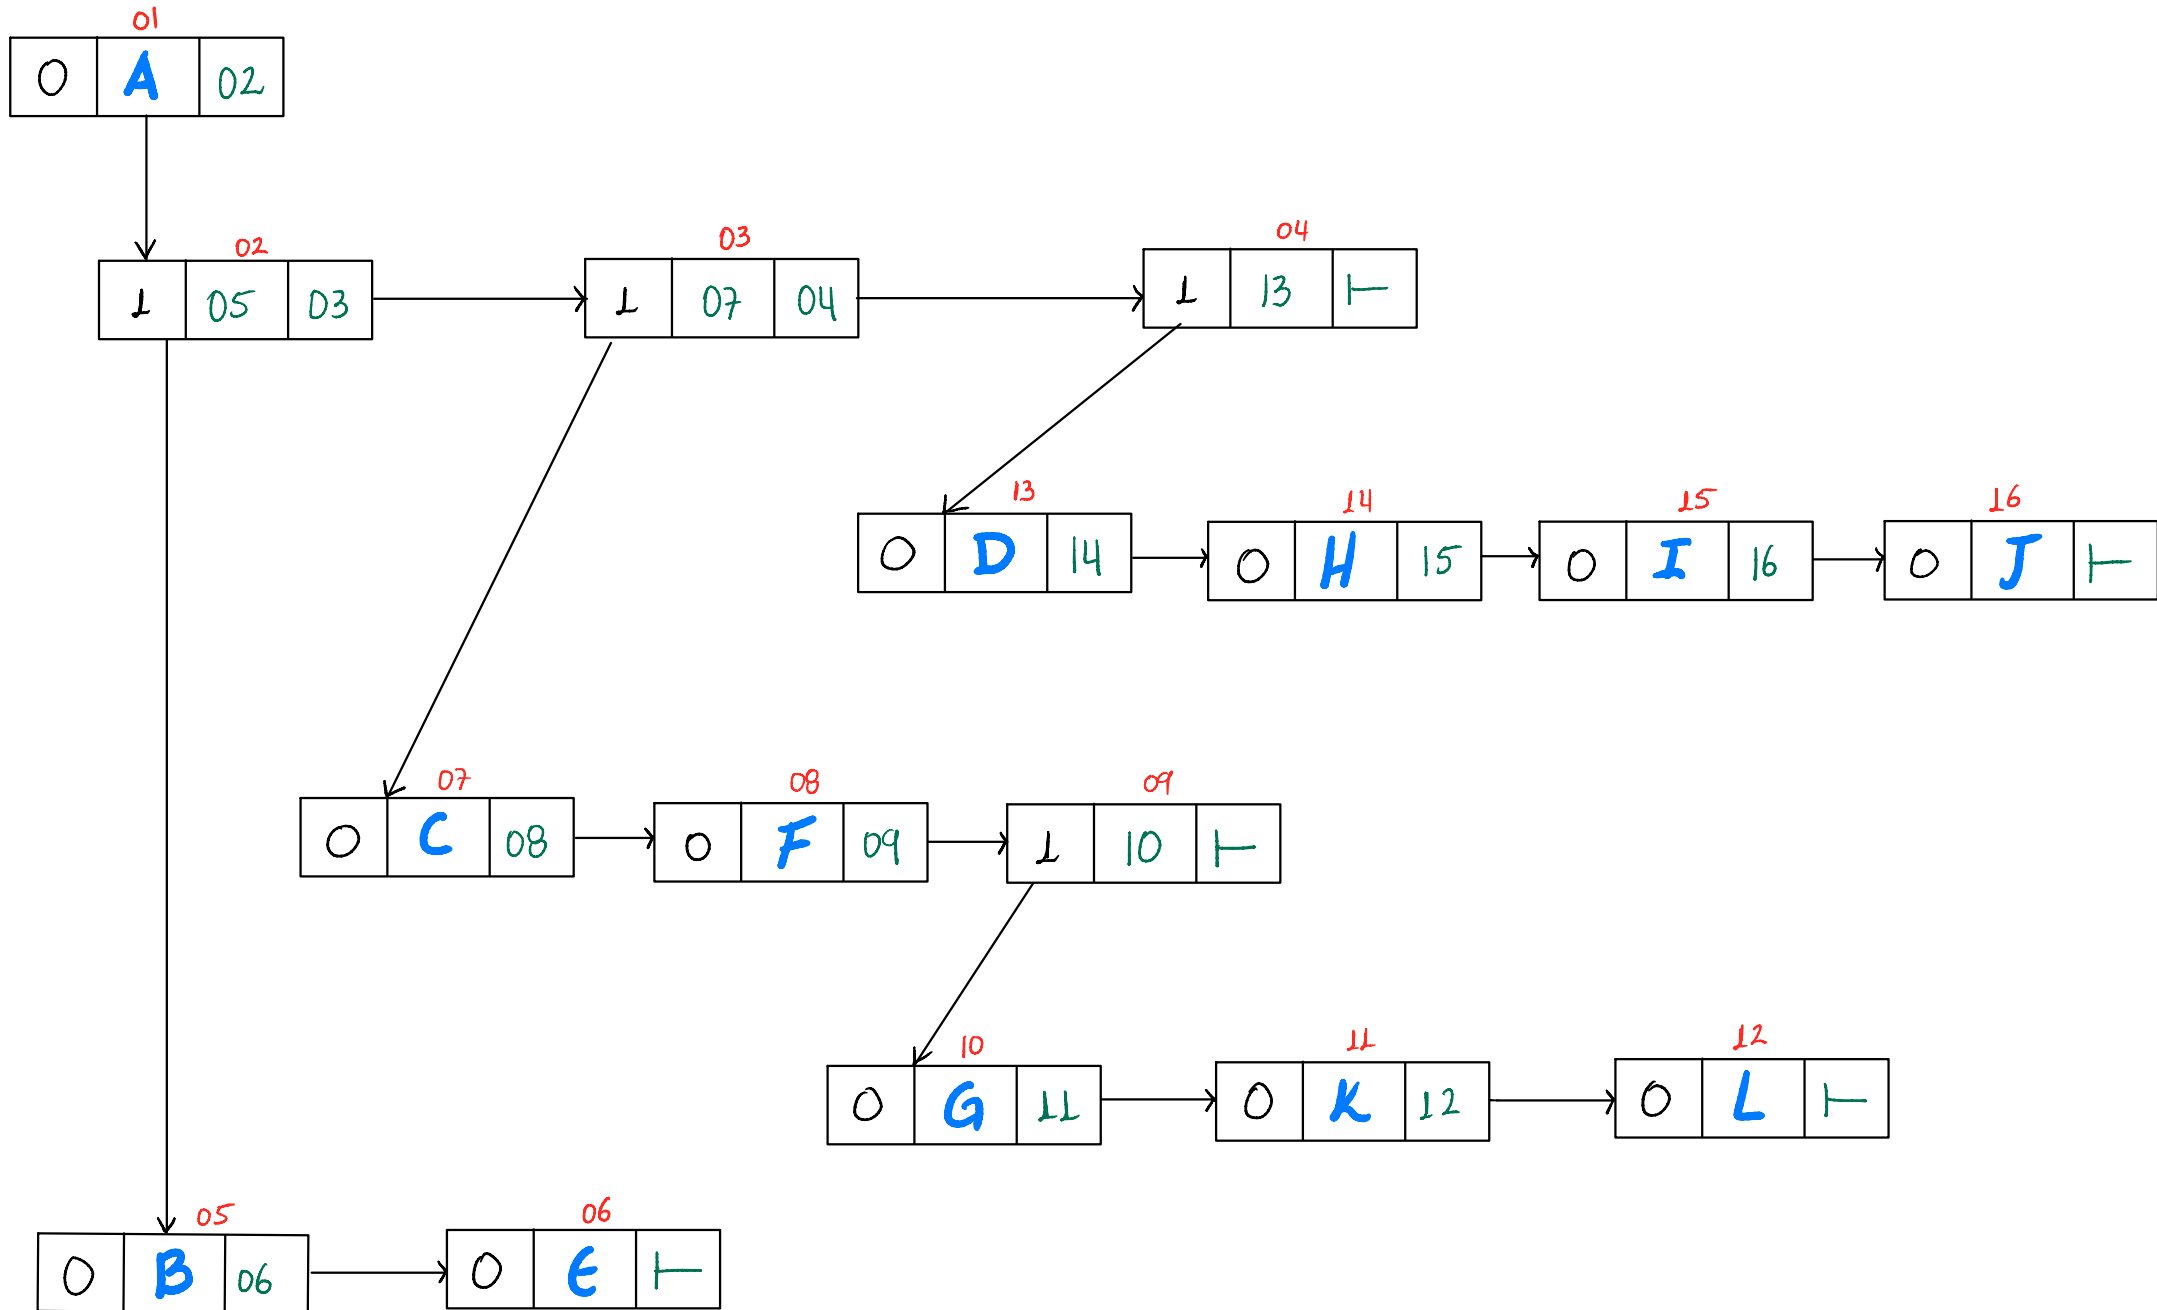 01
0 A 02
02 03 04
1 05 03 1 07 04 1 13 ⊢
13 14 15 16
0 D 14 0 H 15 0 I 16 0 J ⊢
07 08 09
0 C 08 0 F 09 1 10 ⊢
10 11 12
0 G 11 0 K 12 0 L ⊢
05 06
0 B 06 0 E ⊢